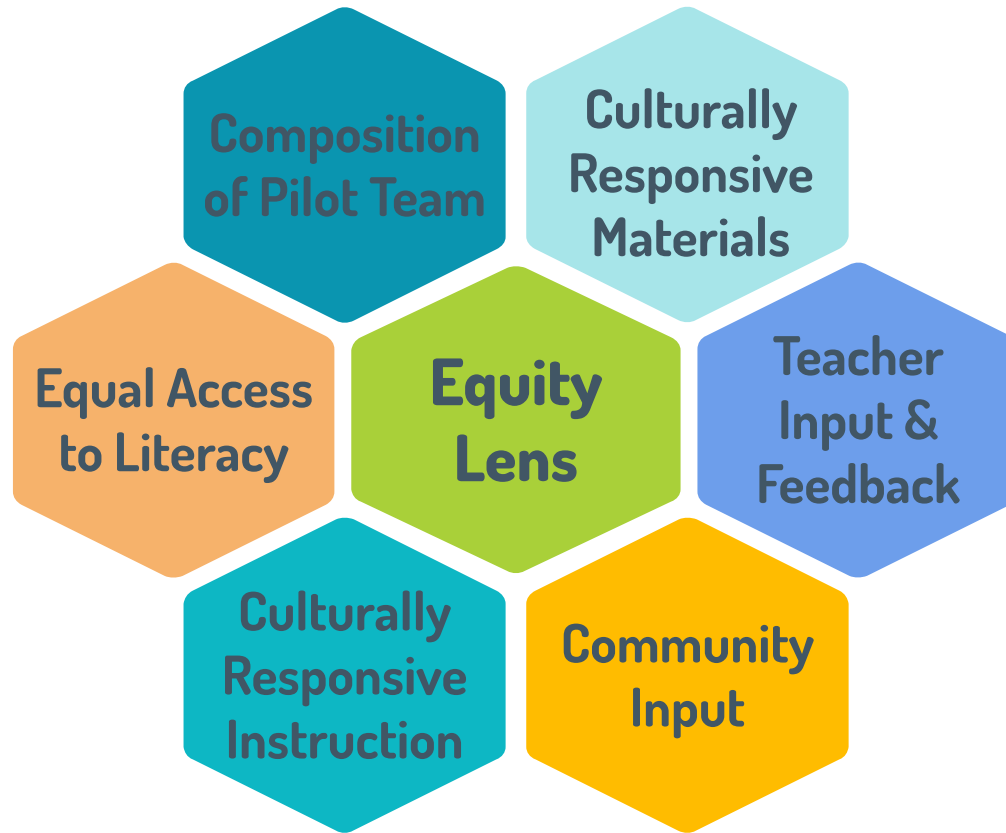 Composition
of Pilot Team
Culturally
Responsive
Materials
Equal Access
to Literacy
Equity
Lens
Teacher
Input &
Feedback
Culturally
Responsive
Instruction
Community
Input